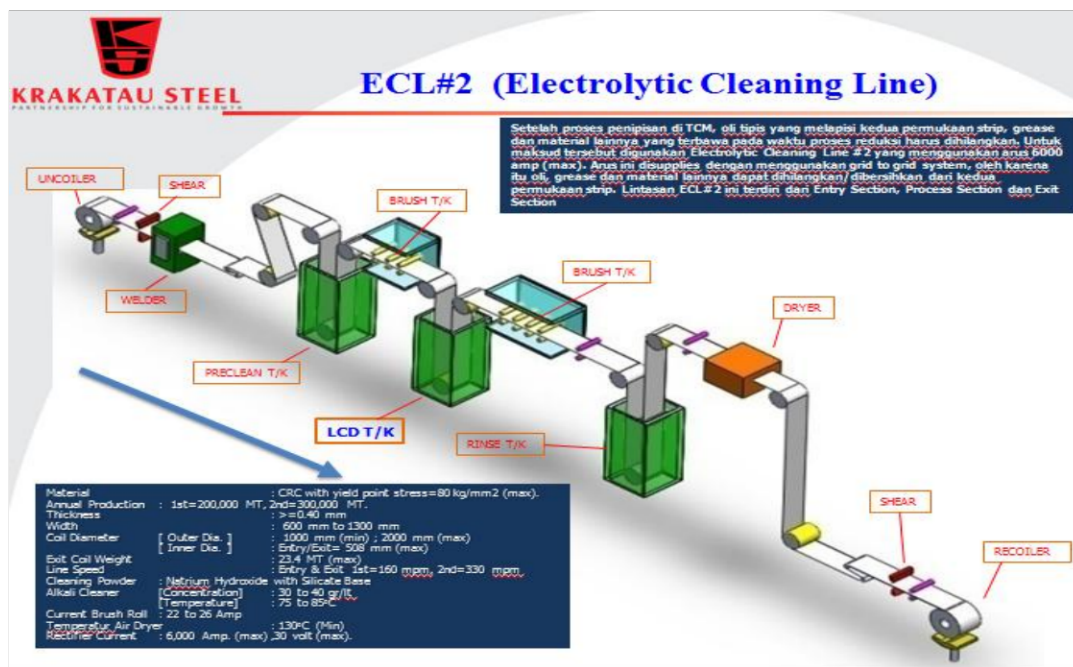 KRAKATAU STEEL
PARTNERSHIP FOR SUSTAINABLE GROWTH
ECL#2 (Electrolytic Cleaning Line)
Setelah proses penipisan di TCM, oli tipis yang melapisi kedua permukaan strip, grease
dan material lainnya yang terbawa pada waktu proses reduksi harus dihilangkan. Untuk
maksud tersebut digunakan Electrolytic Cleaning Line #2 yang menggunakan arus 6000
amp (max). Arus ini disupplies dengan menggunakan grid to grid system, oleh karena
itu oli, grease dan material lainnya dapat dihilangkan/dibersihkan dari kedua
permukaan strip. Lintasan ECL#2 ini terdiri dari Entry Section, Process Section dan Exit
Section
UNCOILER
SHEAR
BRUSH T/K
WELDER
BRUSH T/K
DRYER
PRECLEAN T/K
LCD T/K
RINSE T/K
SHEAR
RECOILER
Material : CRC with yield point stress=80 kg/mm2 (max).
Annual Production : 1st=200,000 MT, 2nd=300,000 MT.
Thickness : >=0.40 mm
Width : 600 mm to 1300 mm
Coil Diameter [ Outer Dia. ] : 1000 mm (min) ; 2000 mm (max)
[ Inner Dia. ] : Entry/Exit= 508 mm (max)
Exit Coil Weight : 23.4 MT (max)
Line Speed : Entry & Exit 1st=160 mpm, 2nd=330 mpm
Cleaning Powder : Natrium Hydroxide with Silicate Base
Alkali Cleaner [Concentration] : 30 to 40 gr/lt
[Temperature] : 75 to 85ºC
Current Brush Roll : 22 to 26 Amp
Temperatur Air Dryer : 130ºC (Min)
Rectifier Current : 6,000 Amp. (max) ,30 volt (max).